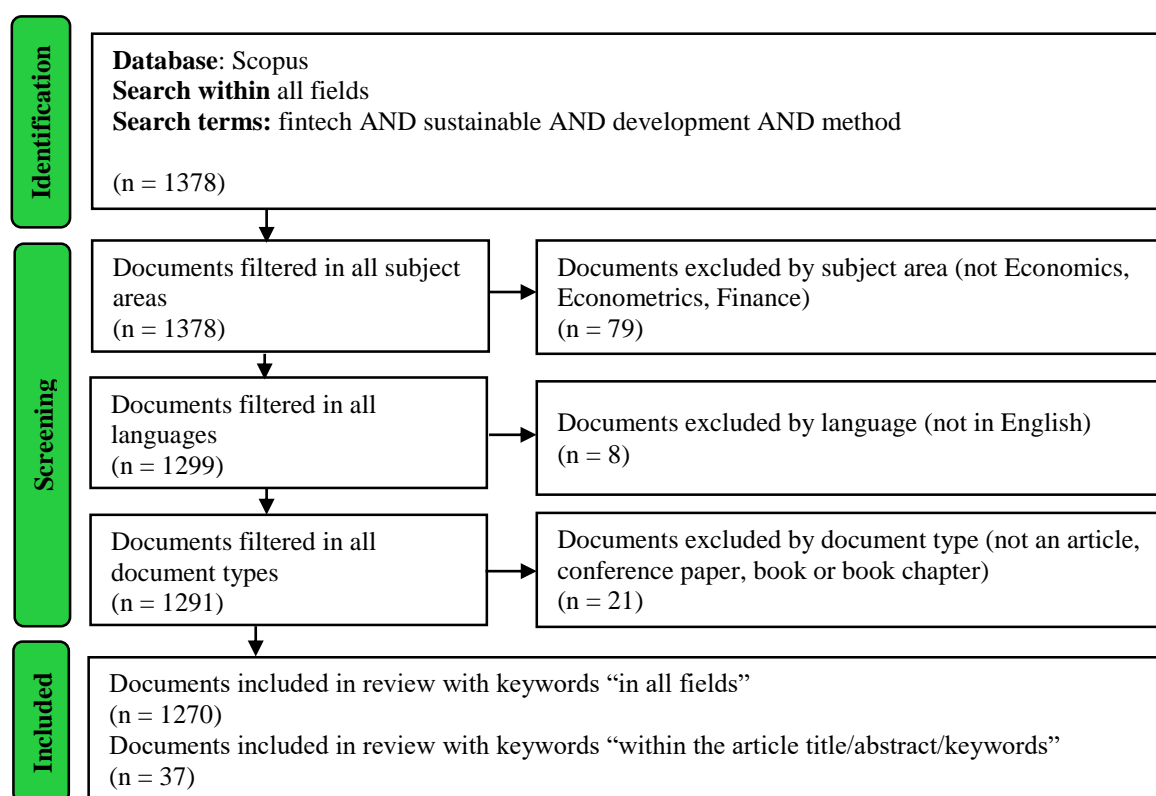 Identification
Database: Scopus
Search within all fields
Search terms: fintech AND sustainable AND development AND method
(n = 1378)
Screening
Documents filtered in all subject
areas
(n = 1378)
Documents excluded by subject area (not Economics,
Econometrics, Finance)
(n = 79)
Documents filtered in all
languages
(n = 1299)
Documents excluded by language (not in English)
(n = 8)
Documents filtered in all
document types
(n = 1291)
Documents excluded by document type (not an article,
conference paper, book or book chapter)
(n = 21)
Included
Documents included in review with keywords “in all fields”
(n = 1270)
Documents included in review with keywords “within the article title/abstract/keywords”
(n = 37)